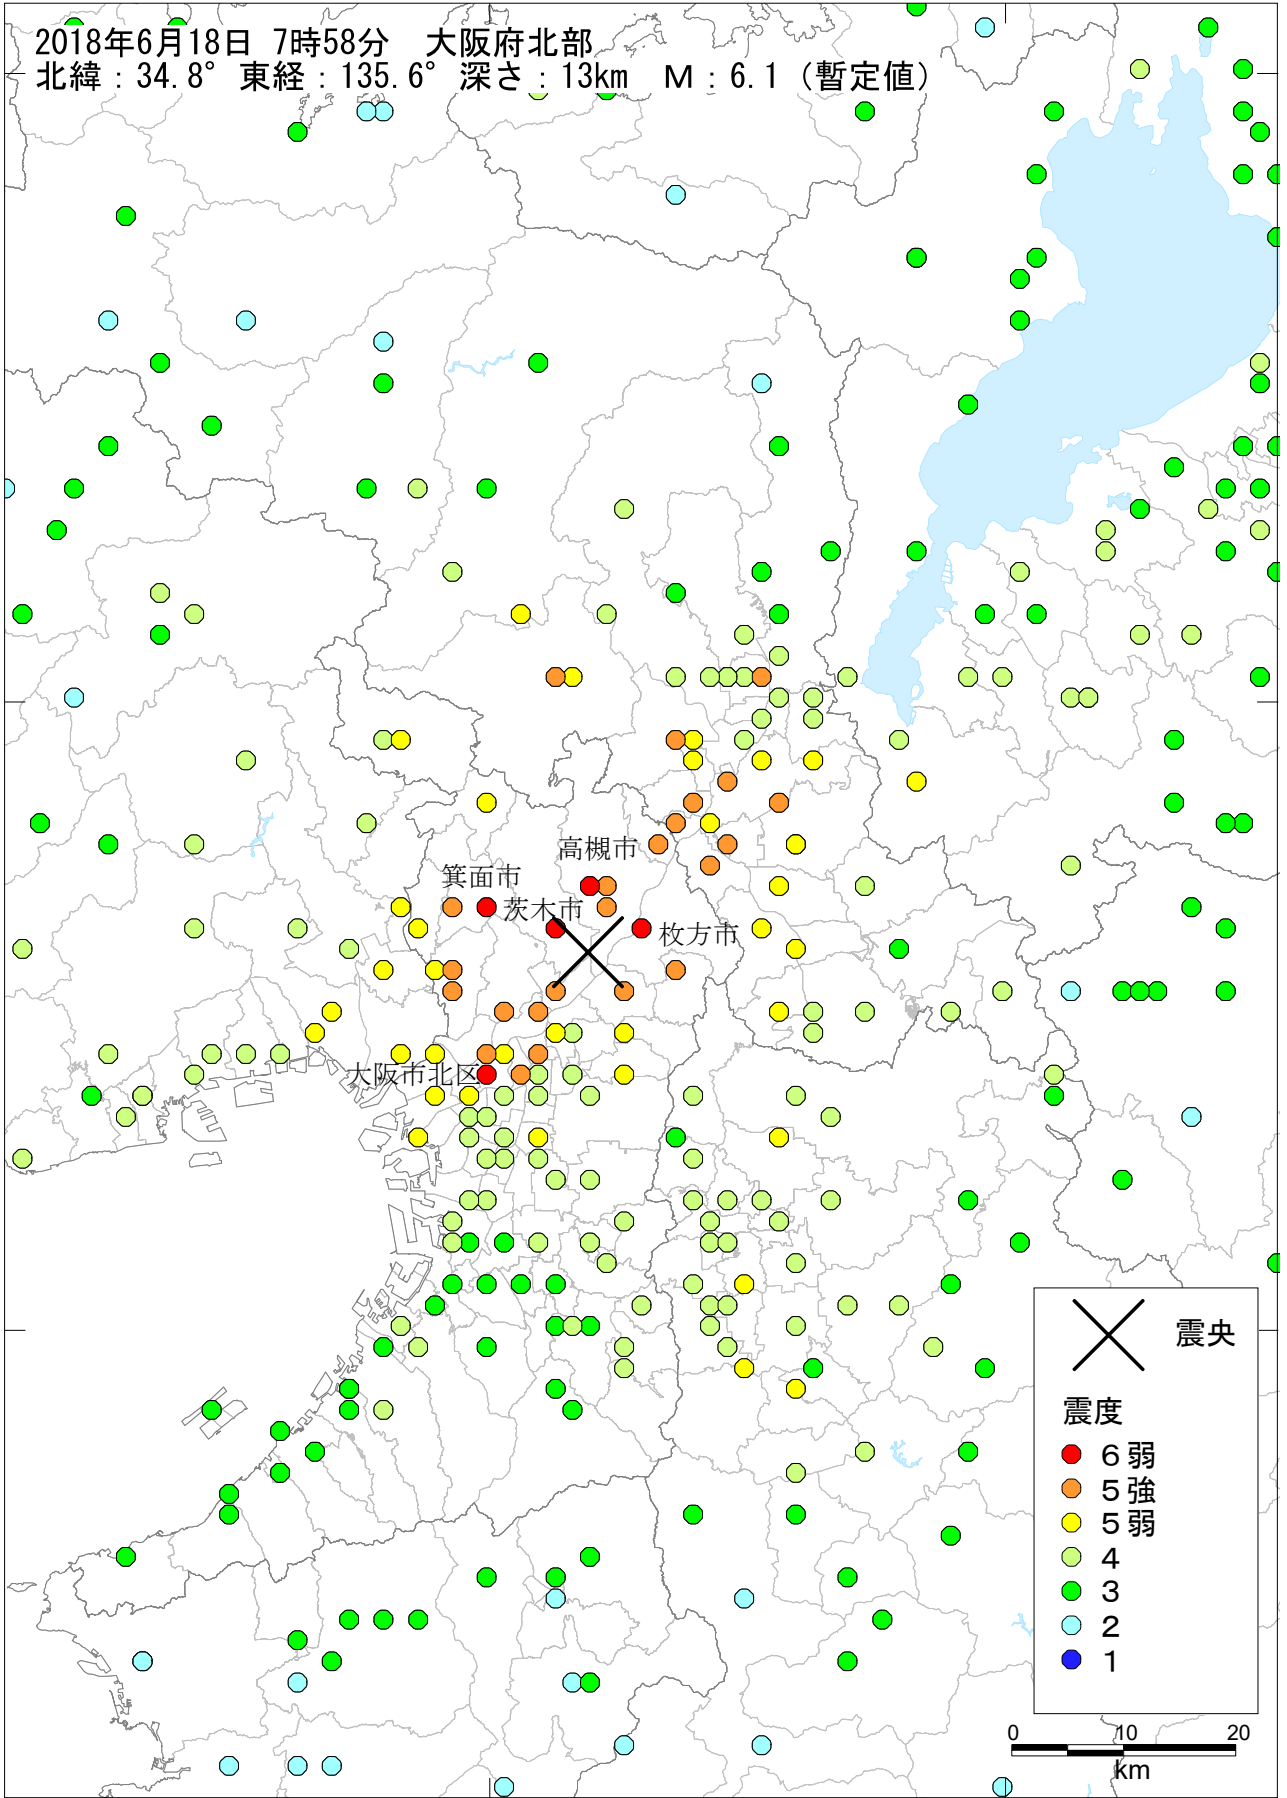 2018年6月18日 7時58分 大阪府北部
北緯：34.8° 東経：135.6° 深さ：13km M：6.1（暫定値）
高槻市
箕面市
茨木市
枚方市
大阪市北区
震央
震度
６弱
５強
５弱
４
３
２
１
0 10 20
km